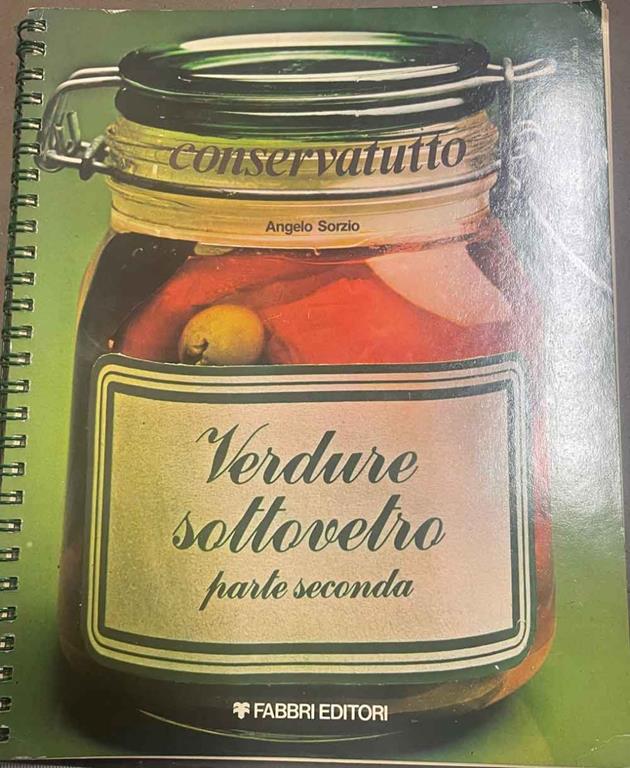 conservatutto
Angelo Sorzio
Verdure
sottovetro
parte seconda
FABBRI EDITORI